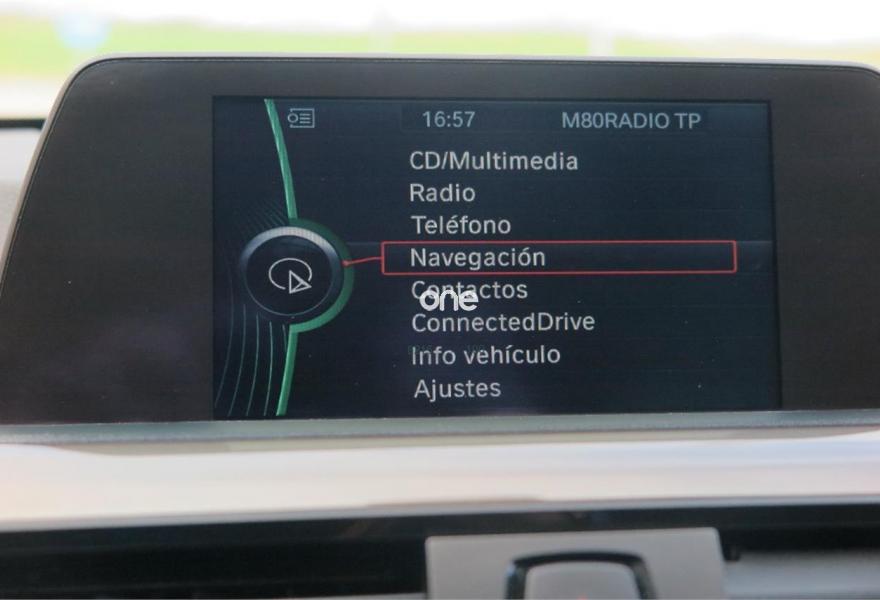 16:57 M80RADIO TP
CD/Multimedia
Radio
Teléfono
Navegación
Contactos
one
ConnectedDrive
Info vehículo
Ajustes